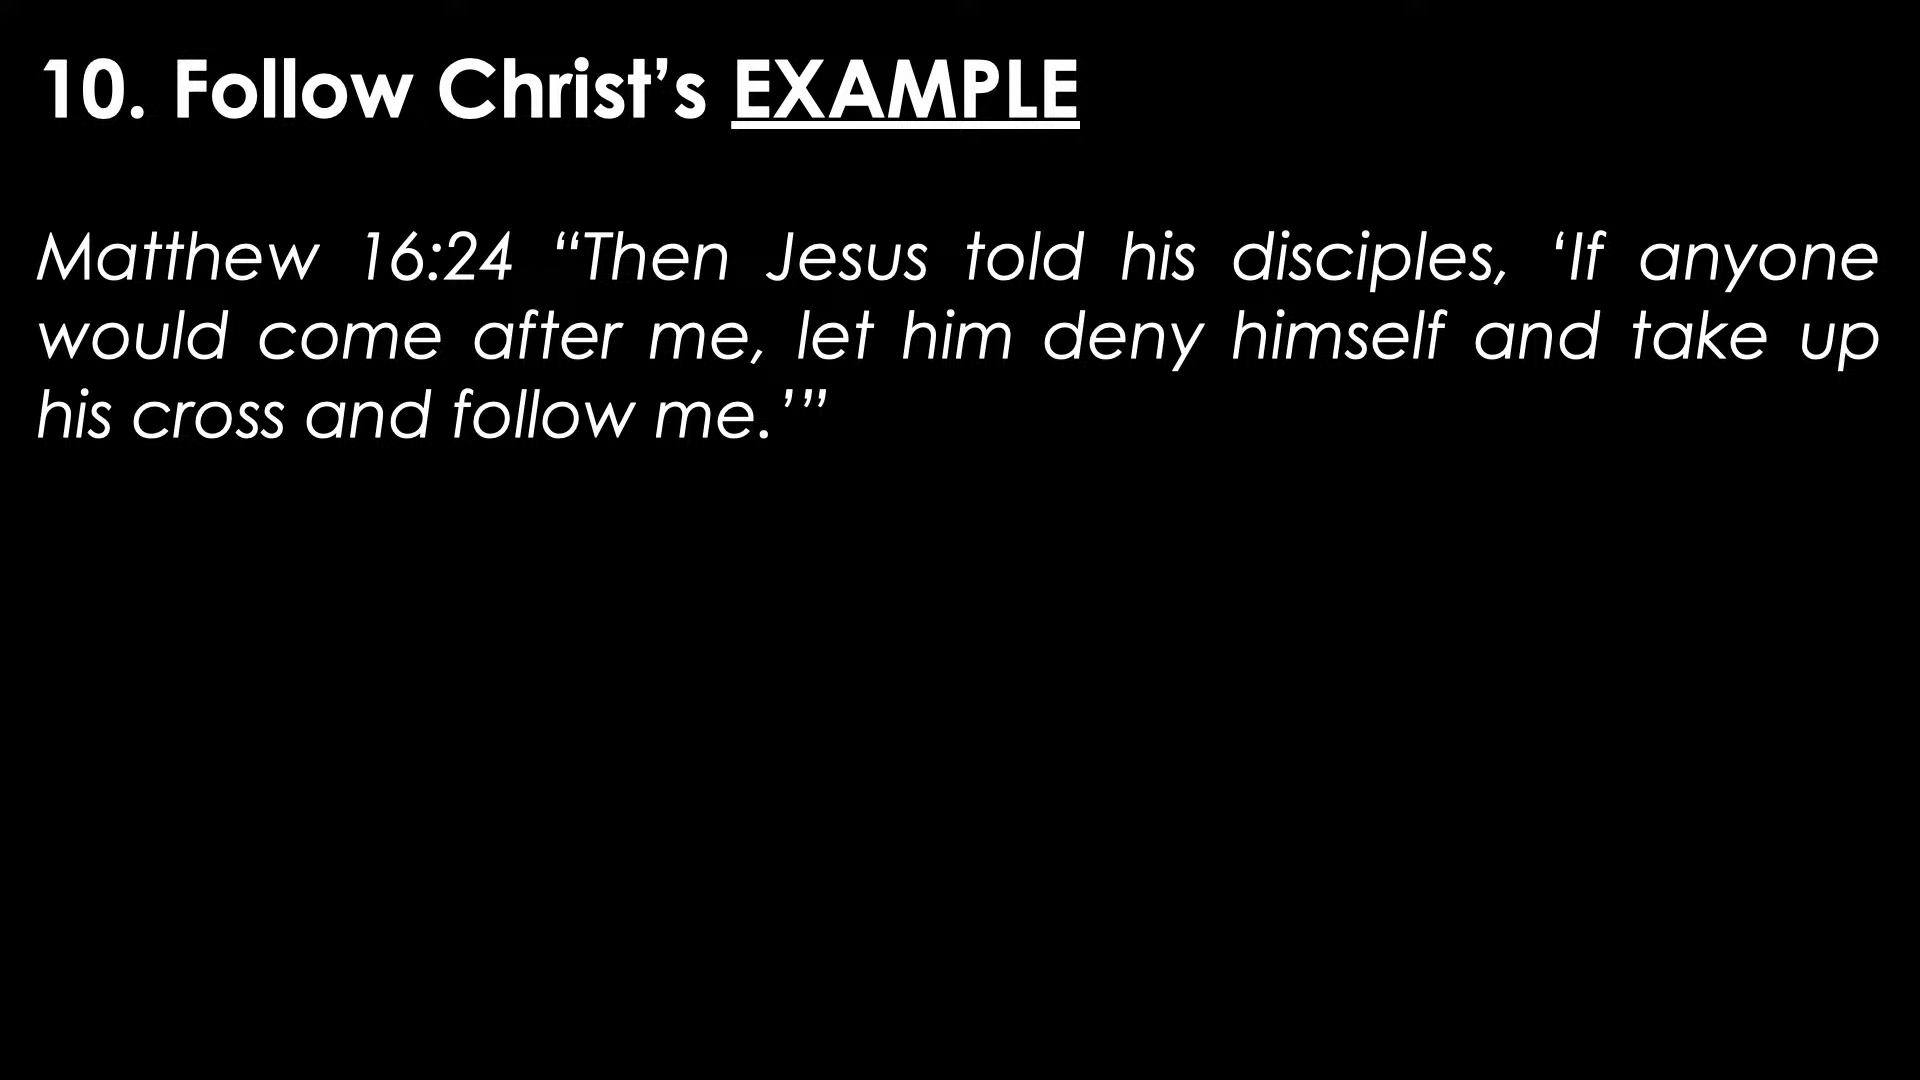 10. Follow Christ’s EXAMPLE
Matthew 16:24 “Then Jesus told his disciples, ‘If anyone
would come after me, let him deny himself and take up
his cross and follow me.’”